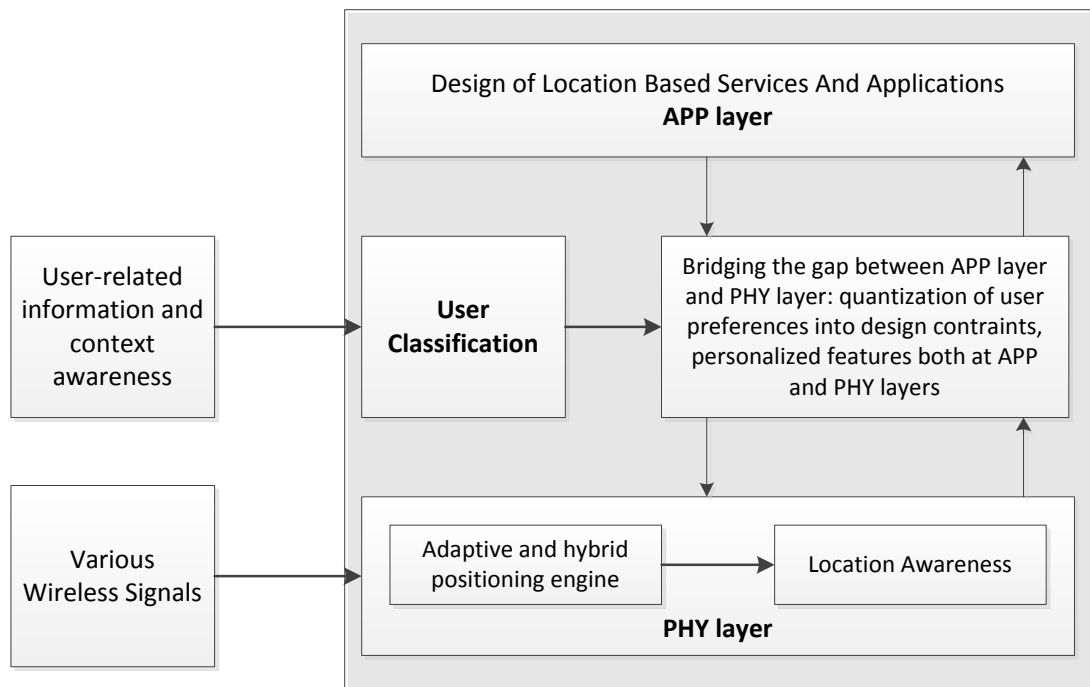 Design of Location Based Services And Applications
APP layer
User-related
information and
context
awareness
User
Classification
Bridging the gap between APP layer
and PHY layer: quantization of user
preferences into design contraints,
personalized features both at APP
and PHY layers
Various
Wireless Signals
Adaptive and hybrid
positioning engine
Location Awareness
PHY layer